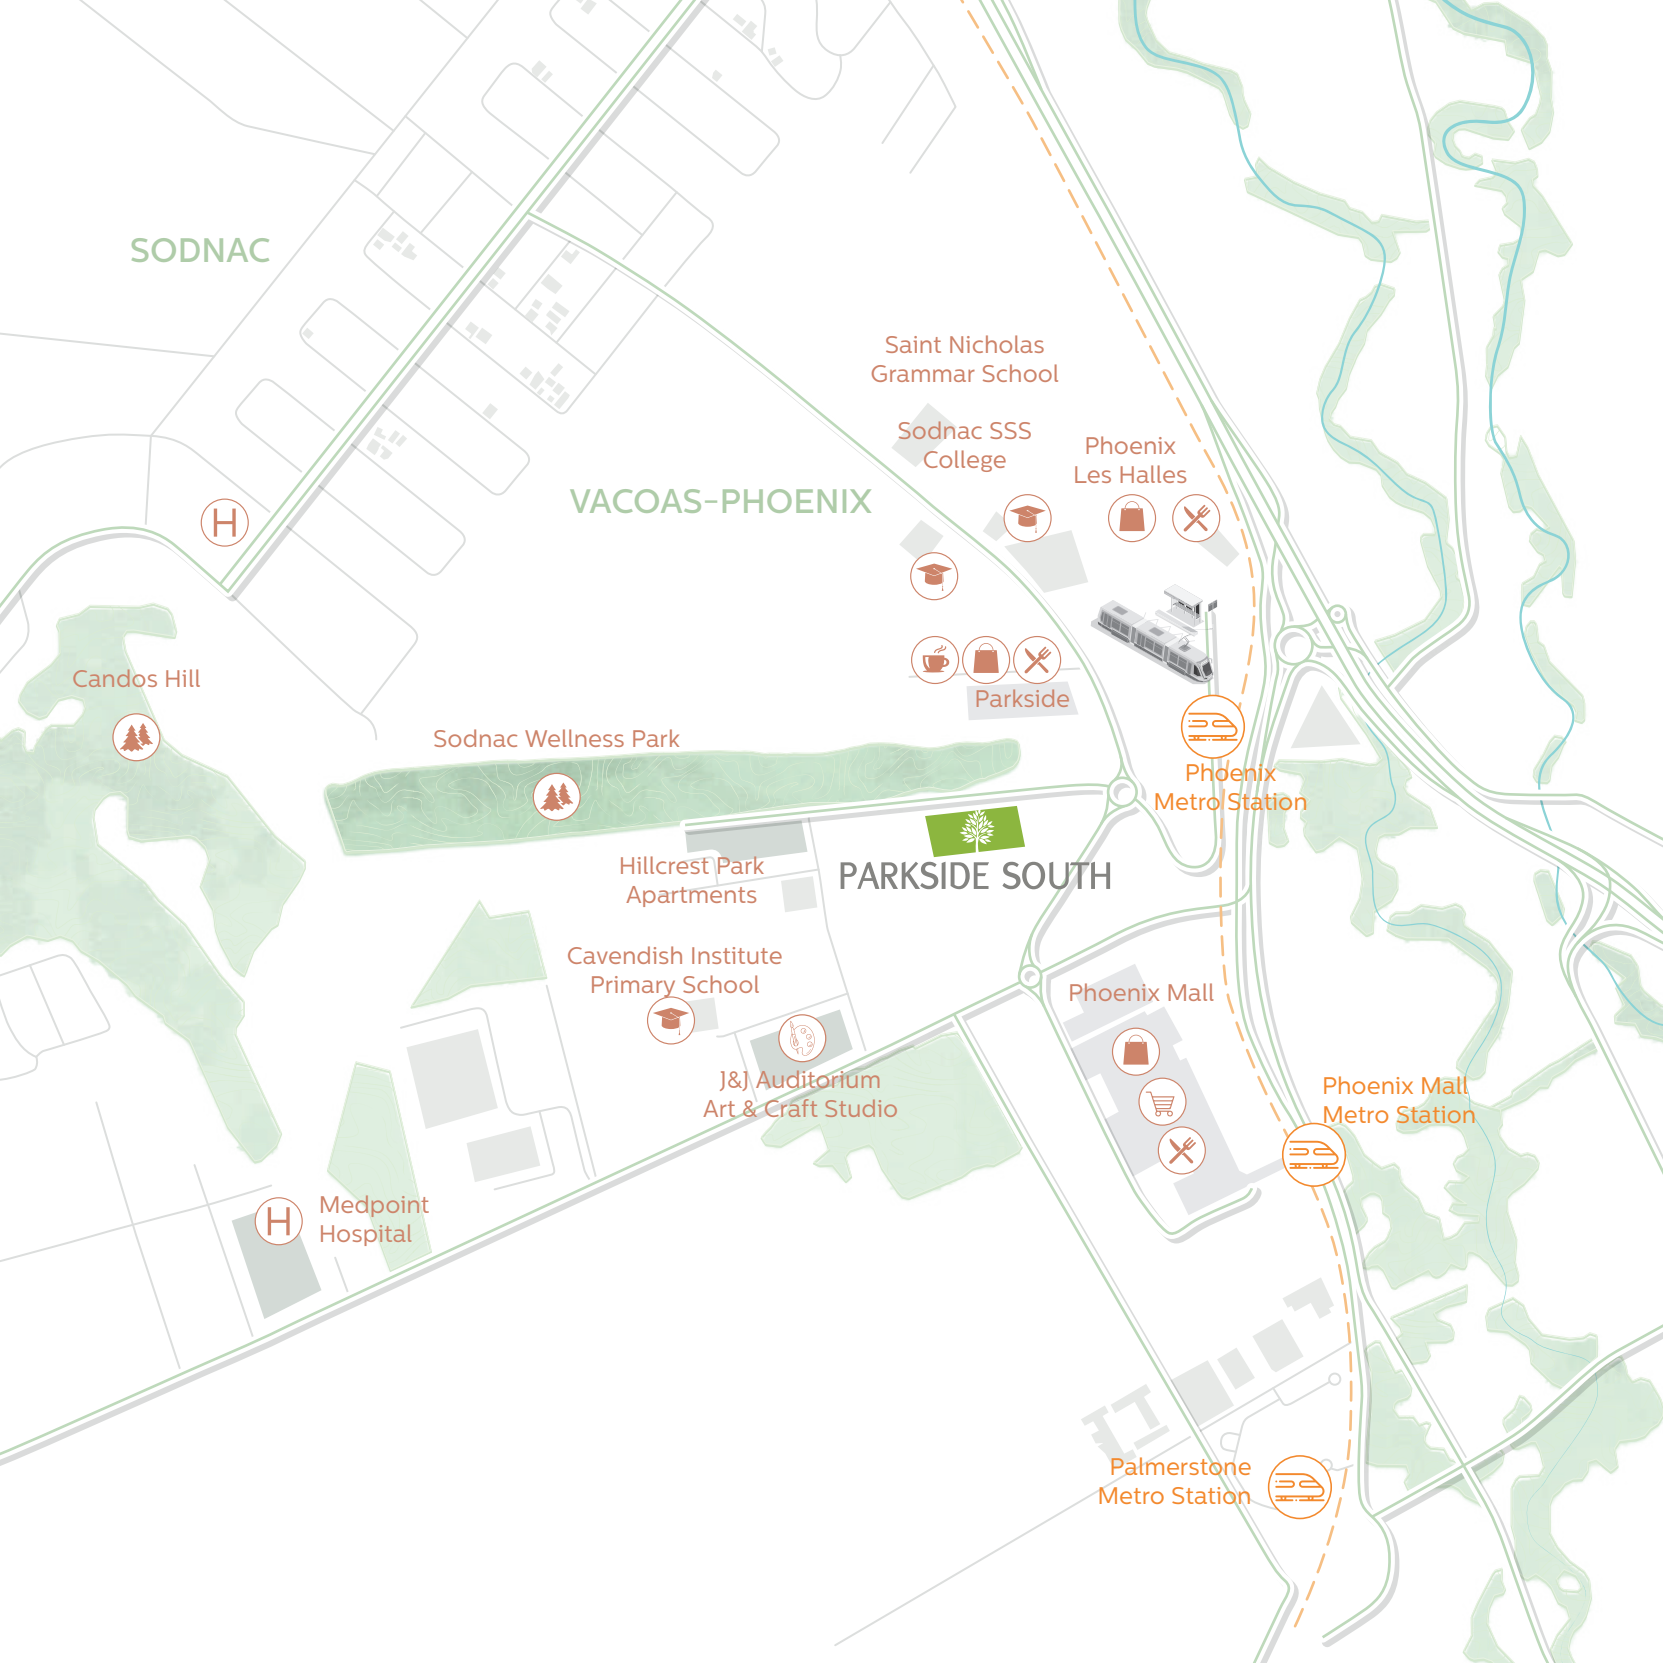 SODNAC
Saint Nicholas
Grammar School
Sodnac SSS
College
Phoenix
Les Halles
VACOAS-PHOENIX
H
Candos Hill
Parkside
Sodnac Wellness Park
Phoenix
Metro Station
Hillcrest Park
Apartments
PARKSIDE SOUTH
Cavendish Institute
Primary School
Phoenix Mall
J&J Auditorium
Art & Craft Studio
Phoenix Mall
Metro Station
H
Medpoint
Hospital
Palmerstone
Metro Station